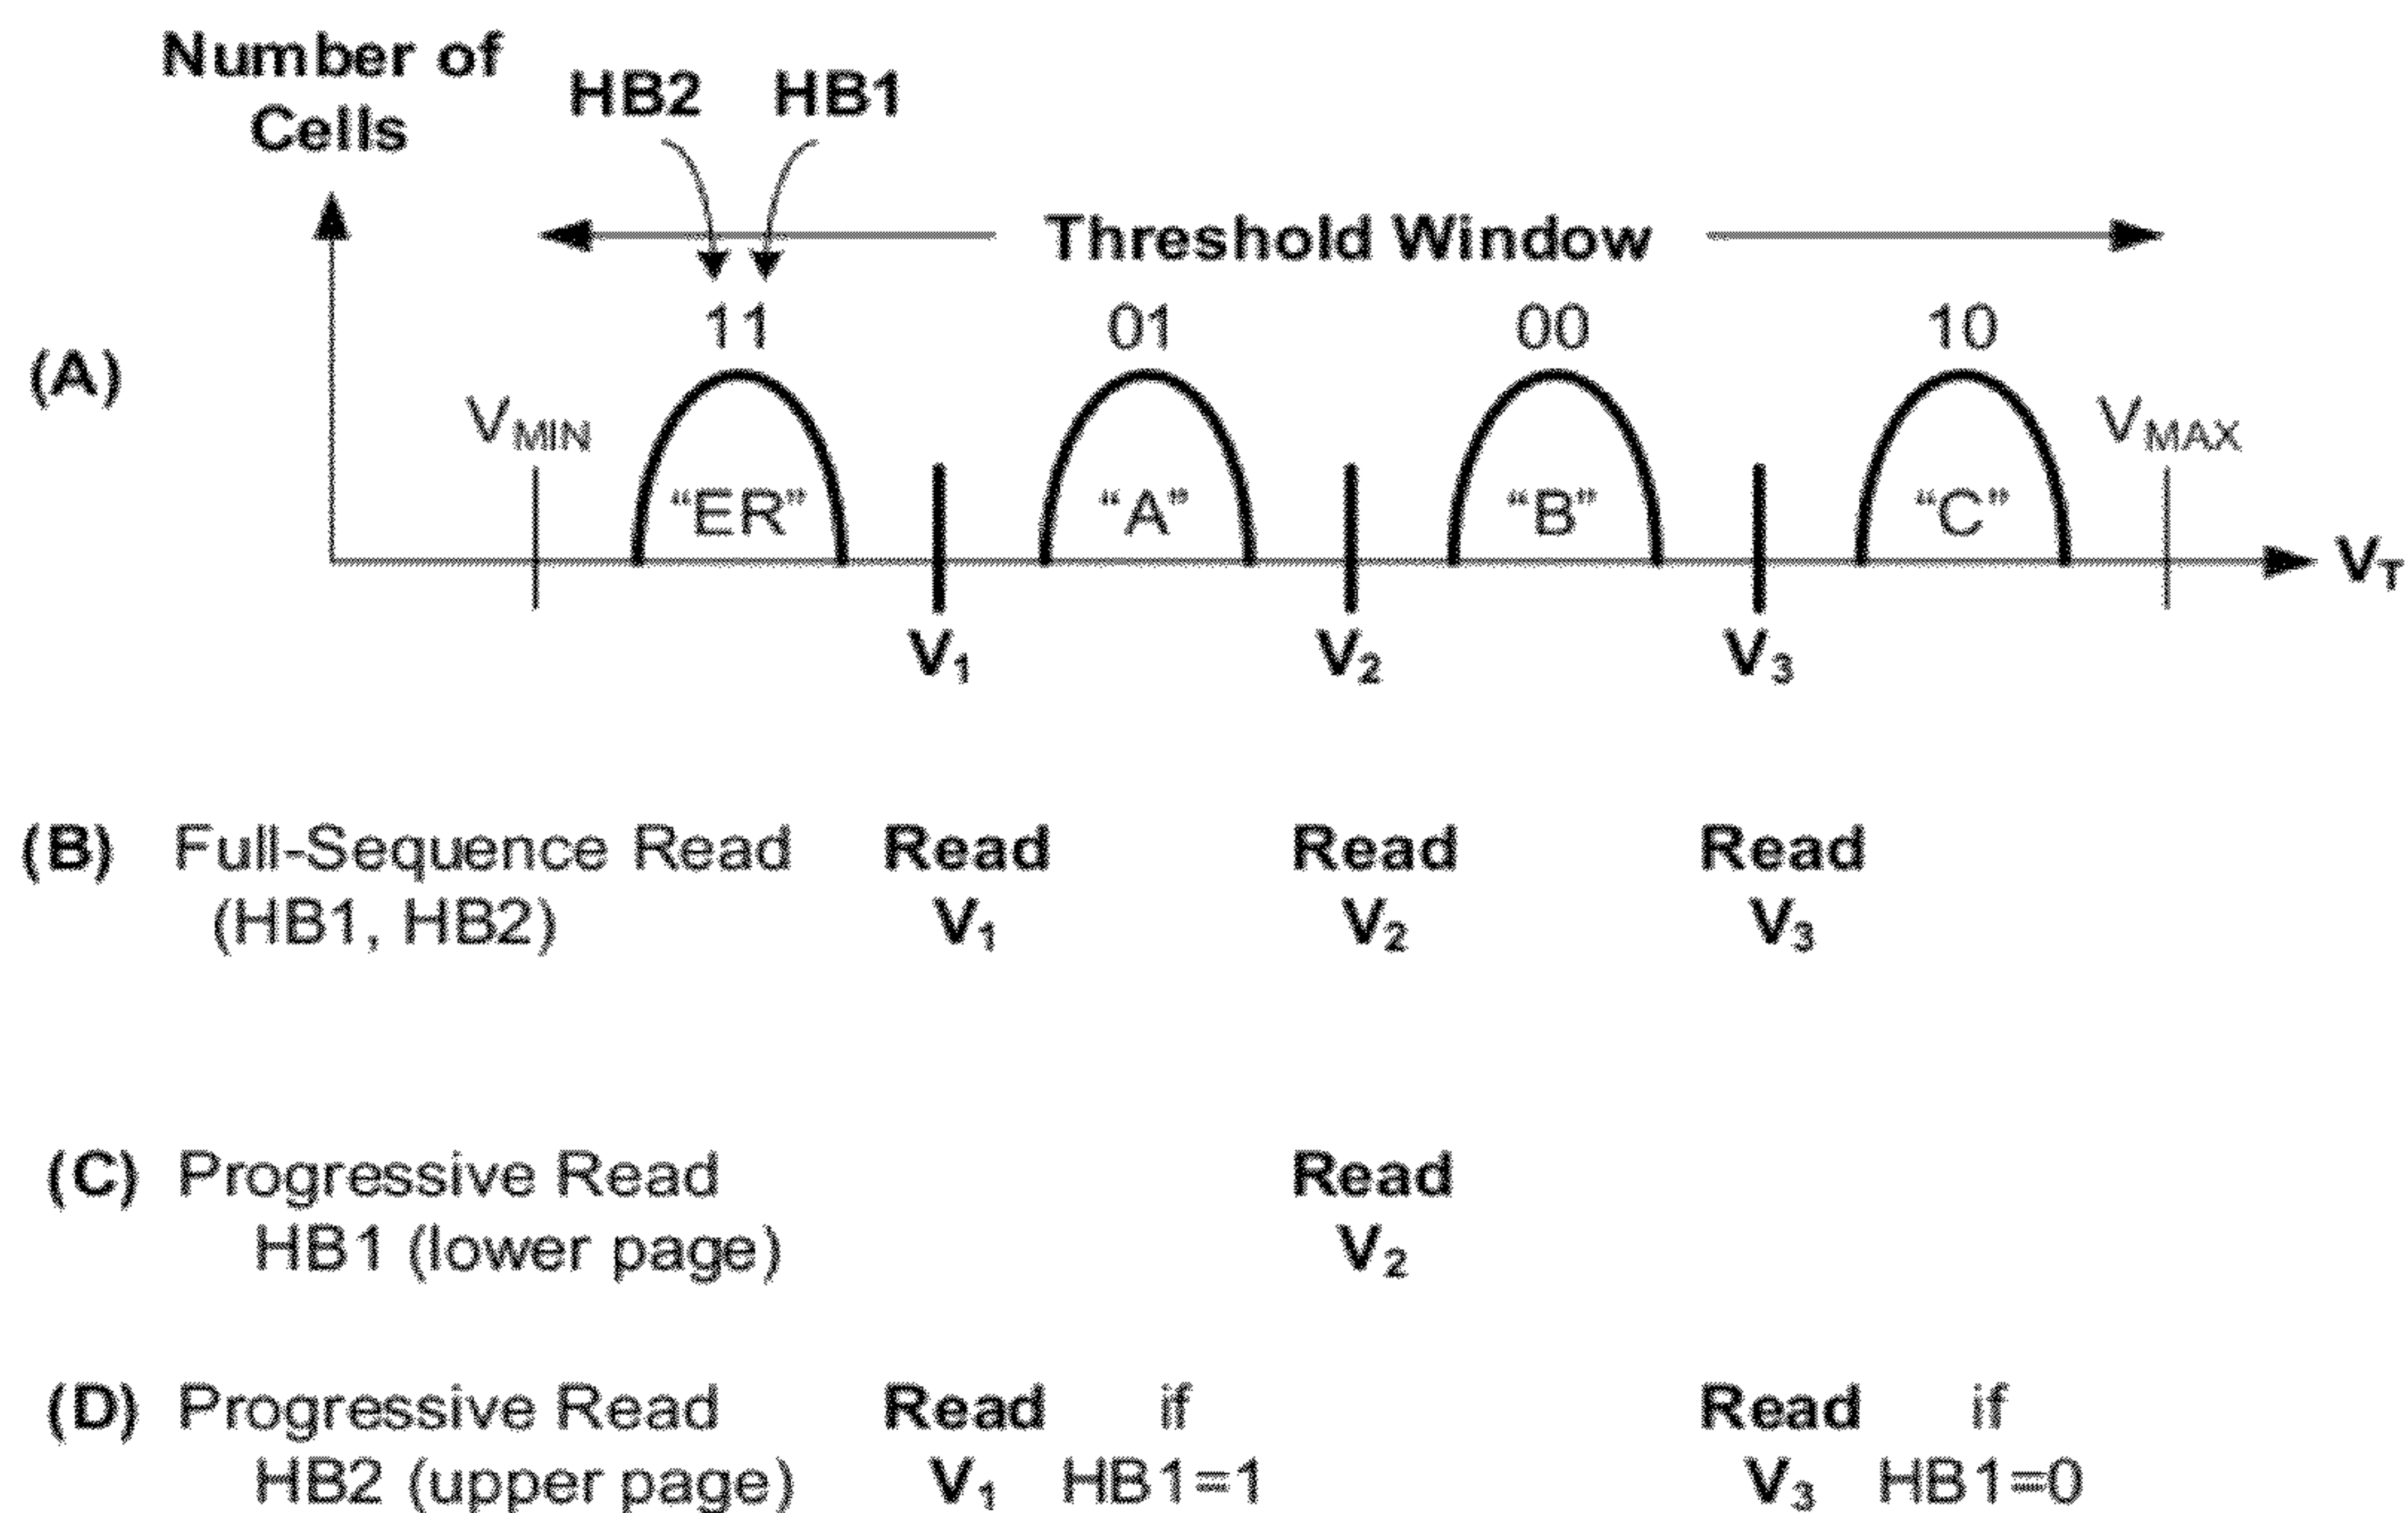 Number of
Cells
HB2 HB1
Threshold Window
11 01 00 10
(A)
VMIN VMAX
“ER” “A” “B” “C”
VT
V1 V2 V3
(B) Full-Sequence Read Read Read Read
(HB1, HB2) V1 V2 V3
(C) Progressive Read Read
HB1 (lower page) V2
(D) Progressive Read Read if Read if
HB2 (upper page) V1 HB1=1 V3 HB1=0